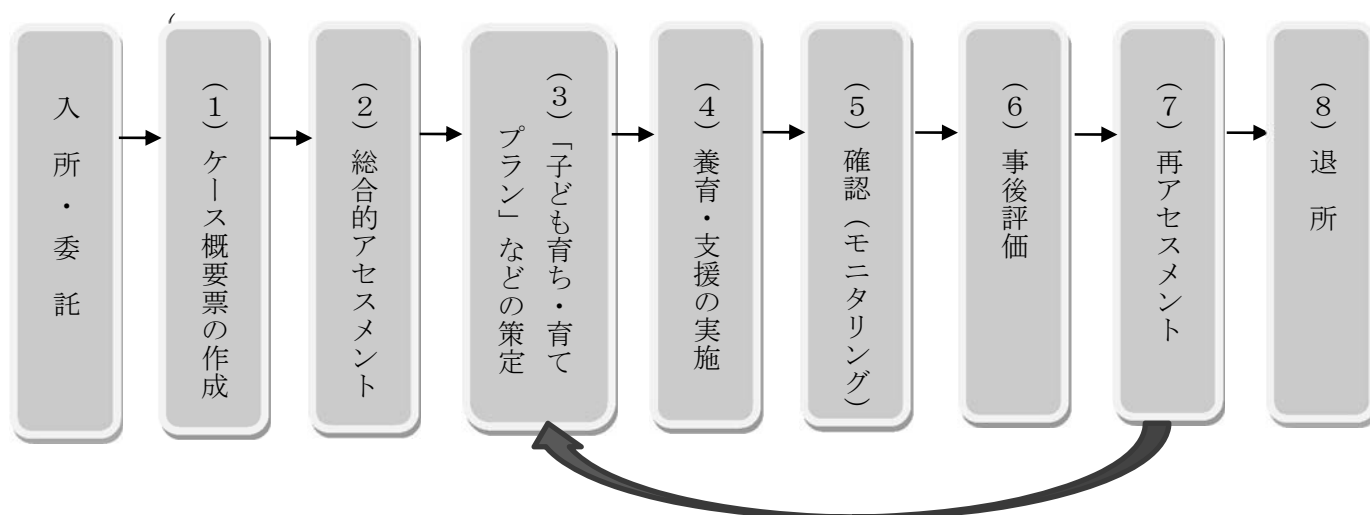 入所・委託
（１）ケース概要票の作成
（２）総合的アセスメント
（３）「子ども育ち・育て
プラン」などの策定
（４）養育・支援の実施
（５）確認（モニタリング）
（６）事後評価
（７）再アセスメント
（８）退所